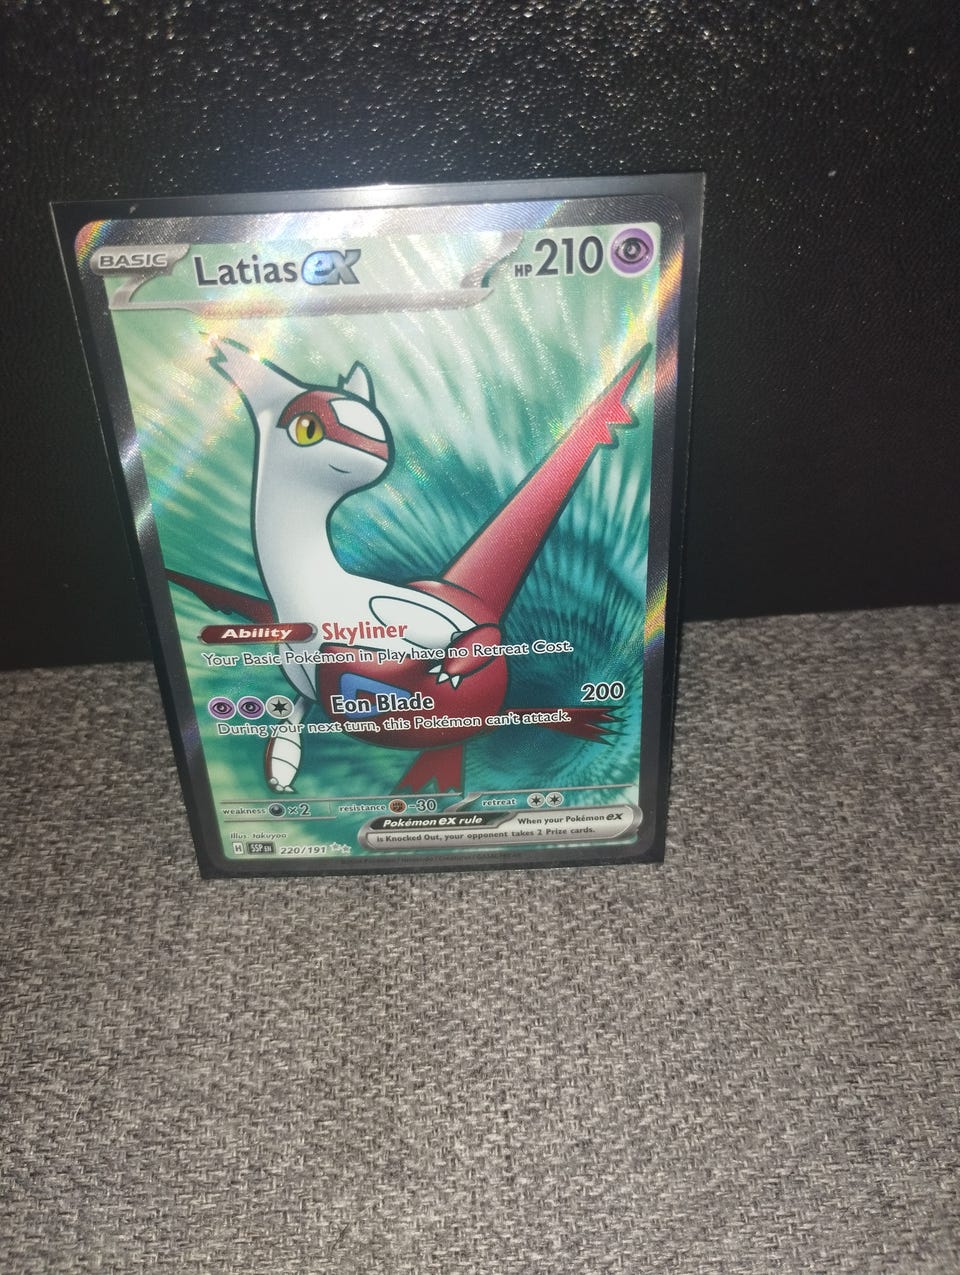 BASIC Latias ex HP 210
Ability Skyliner
Your Basic Pokémon in play have no Retreat Cost.
Eon Blade 200
During your next turn, this Pokémon can't attack.
weakness ×2 resistance -30 retreat
Pokémon ex rule When your Pokémon ex
is Knocked Out, your opponent takes 2 Prize cards.
Illus. takuyoa
H SSP EN 220/191